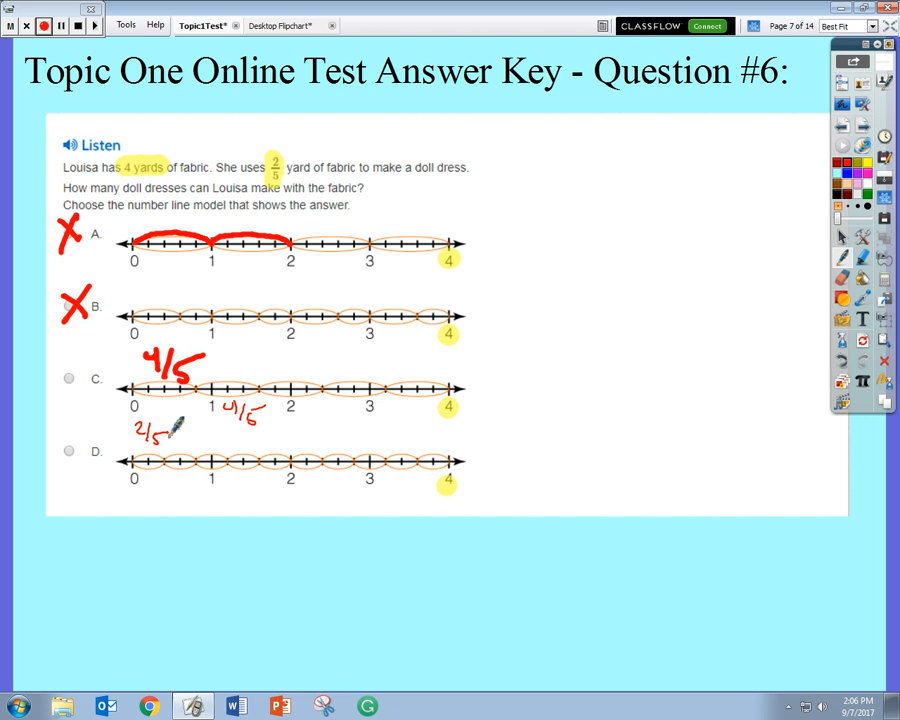 M
Tools Help Topic1Test* Desktop Flipchart* CLASSFLOW Connect Page 7 of 14 Best Fit
Topic One Online Test Answer Key - Question #6:
Listen
Louisa has 4 yards of fabric. She uses 2/5 yard of fabric to make a doll dress.
How many doll dresses can Louisa make with the fabric?
Choose the number line model that shows the answer.
X A.
0 1 2 3 4
X B.
0 1 2 3 4
4/5
C.
0 1 2 3 4
4/5
2/5
D.
0 1 2 3 4
T
π
2:06 PM
9/7/2017